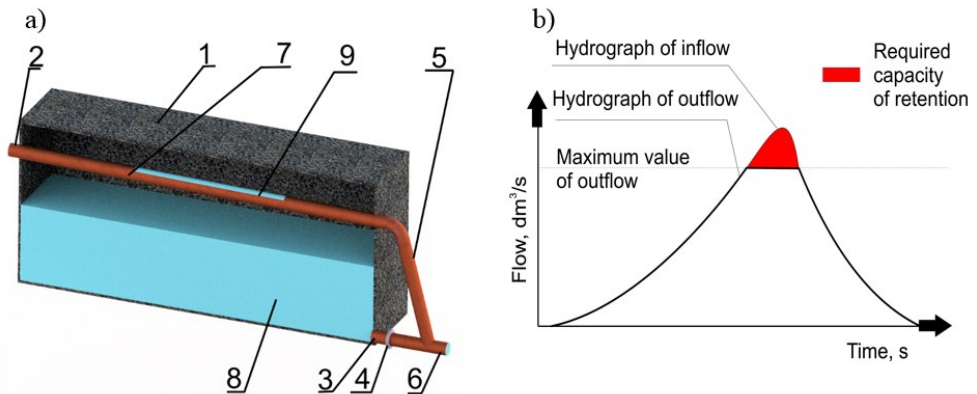 a)
2
1
7
9
5
8
3
4
6
b)
Hydrograph of inflow
Hydrograph of outflow
Maximum value
of outflow
Required
capacity
of retention
Flow, dm³/s
Time, s